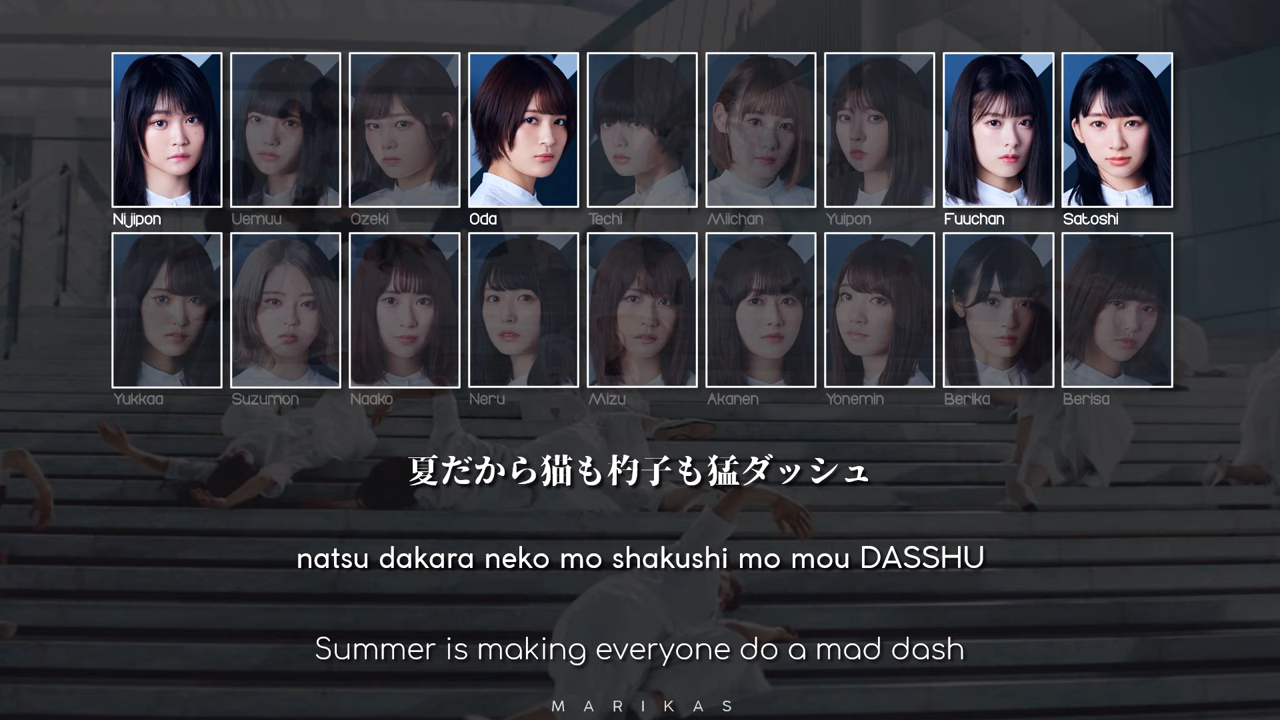 Nijipon Uemuu Ozeki Oda Techi Miichan Yuipon Fuuchan Satoshi
Yukkaa Suzumon Naako Neru Mizu Akanen Yonemin Berika Berisa
夏だから猫も杓子も猛ダッシュ
natsu dakara neko mo shakushi mo mou DASSHU
Summer is making everyone do a mad dash
MARIKAS